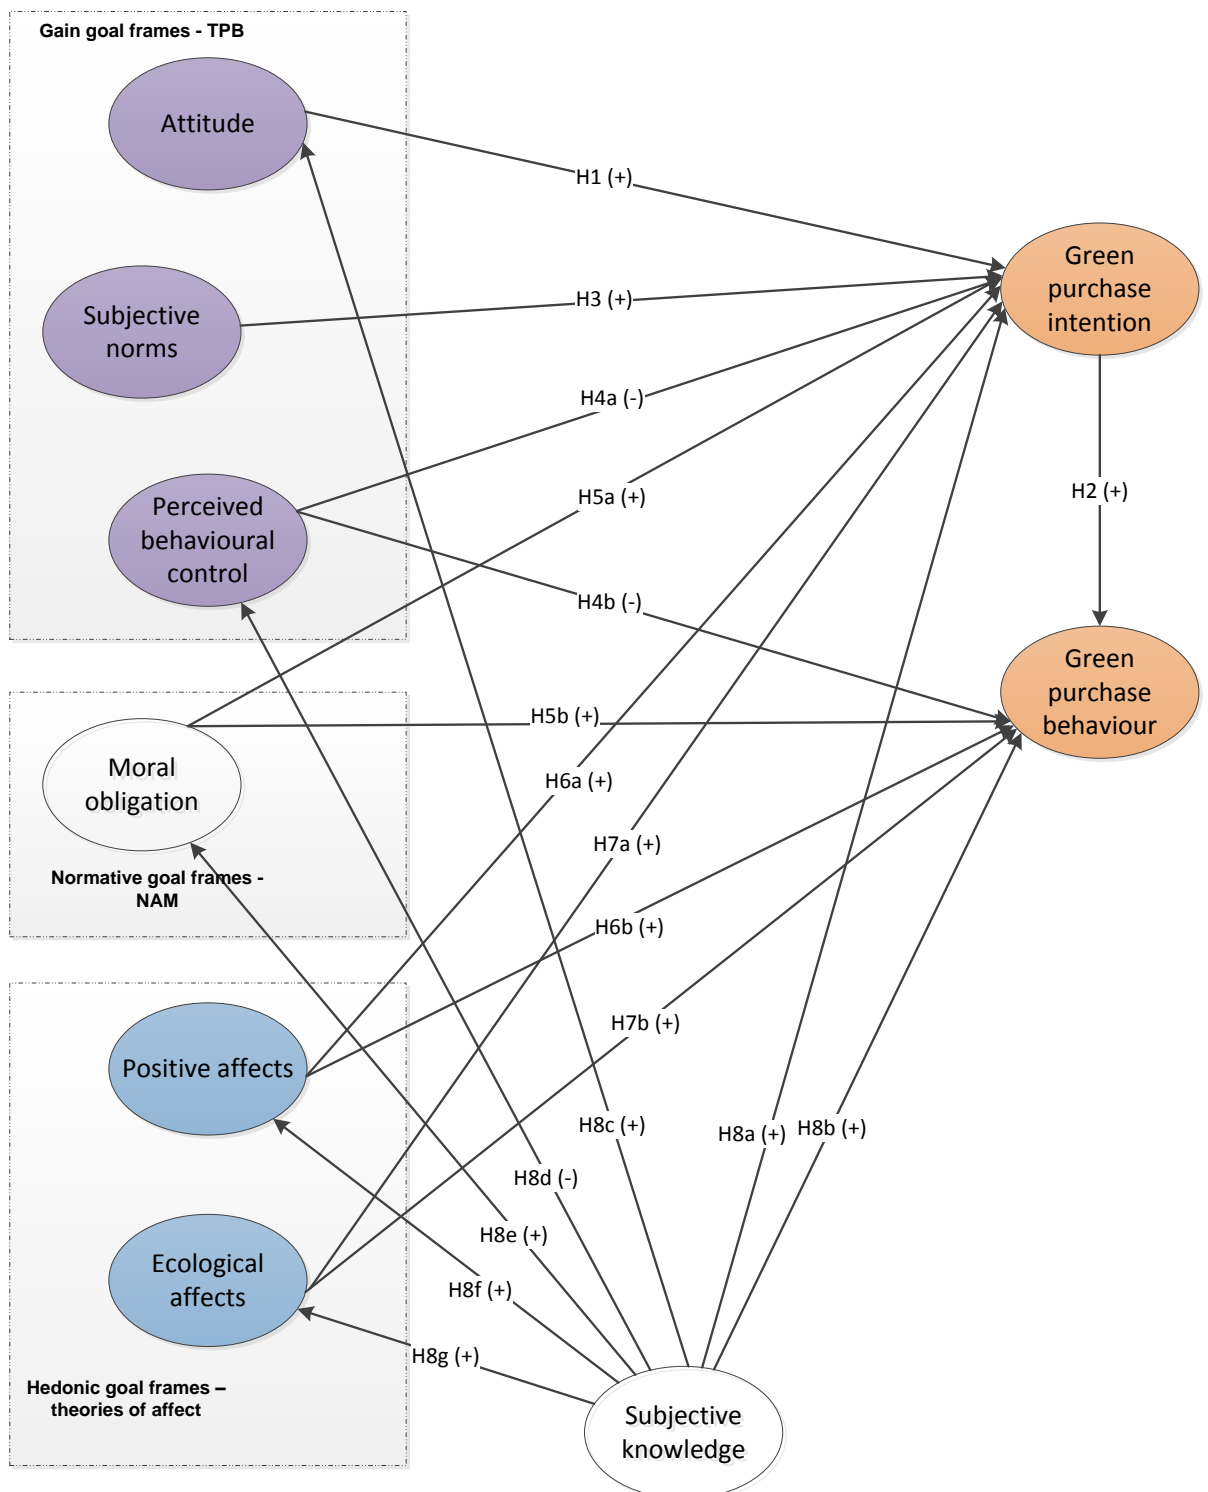 Gain goal frames - TPB
Attitude
H1 (+)
Green
purchase
intention
Subjective
norms
H3 (+)
H4a (-)
H5a (+)
H2 (+)
Perceived
behavioural
control
H4b (-)
Green
purchase
behaviour
H5b (+)
Moral
obligation
H6a (+)
H7a (+)
Normative goal frames -
NAM
H6b (+)
H7b (+)
Positive affects
H8c (+)
H8a (+)
H8b (+)
H8d (-)
H8e (+)
Ecological
affects
H8f (+)
H8g (+)
Hedonic goal frames –
theories of affect
Subjective
knowledge